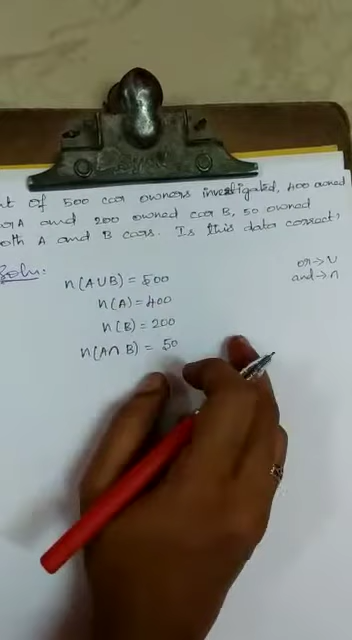 of 500 car owners investigated, 400 owned
A and 200 owned car B, 50 owned
both A and B cars. Is this data correct?
Soln:
n(A∪B) = 500
or → ∪
n(A) = 400
and → ∩
n(B) = 200
n(A∩B) = 50